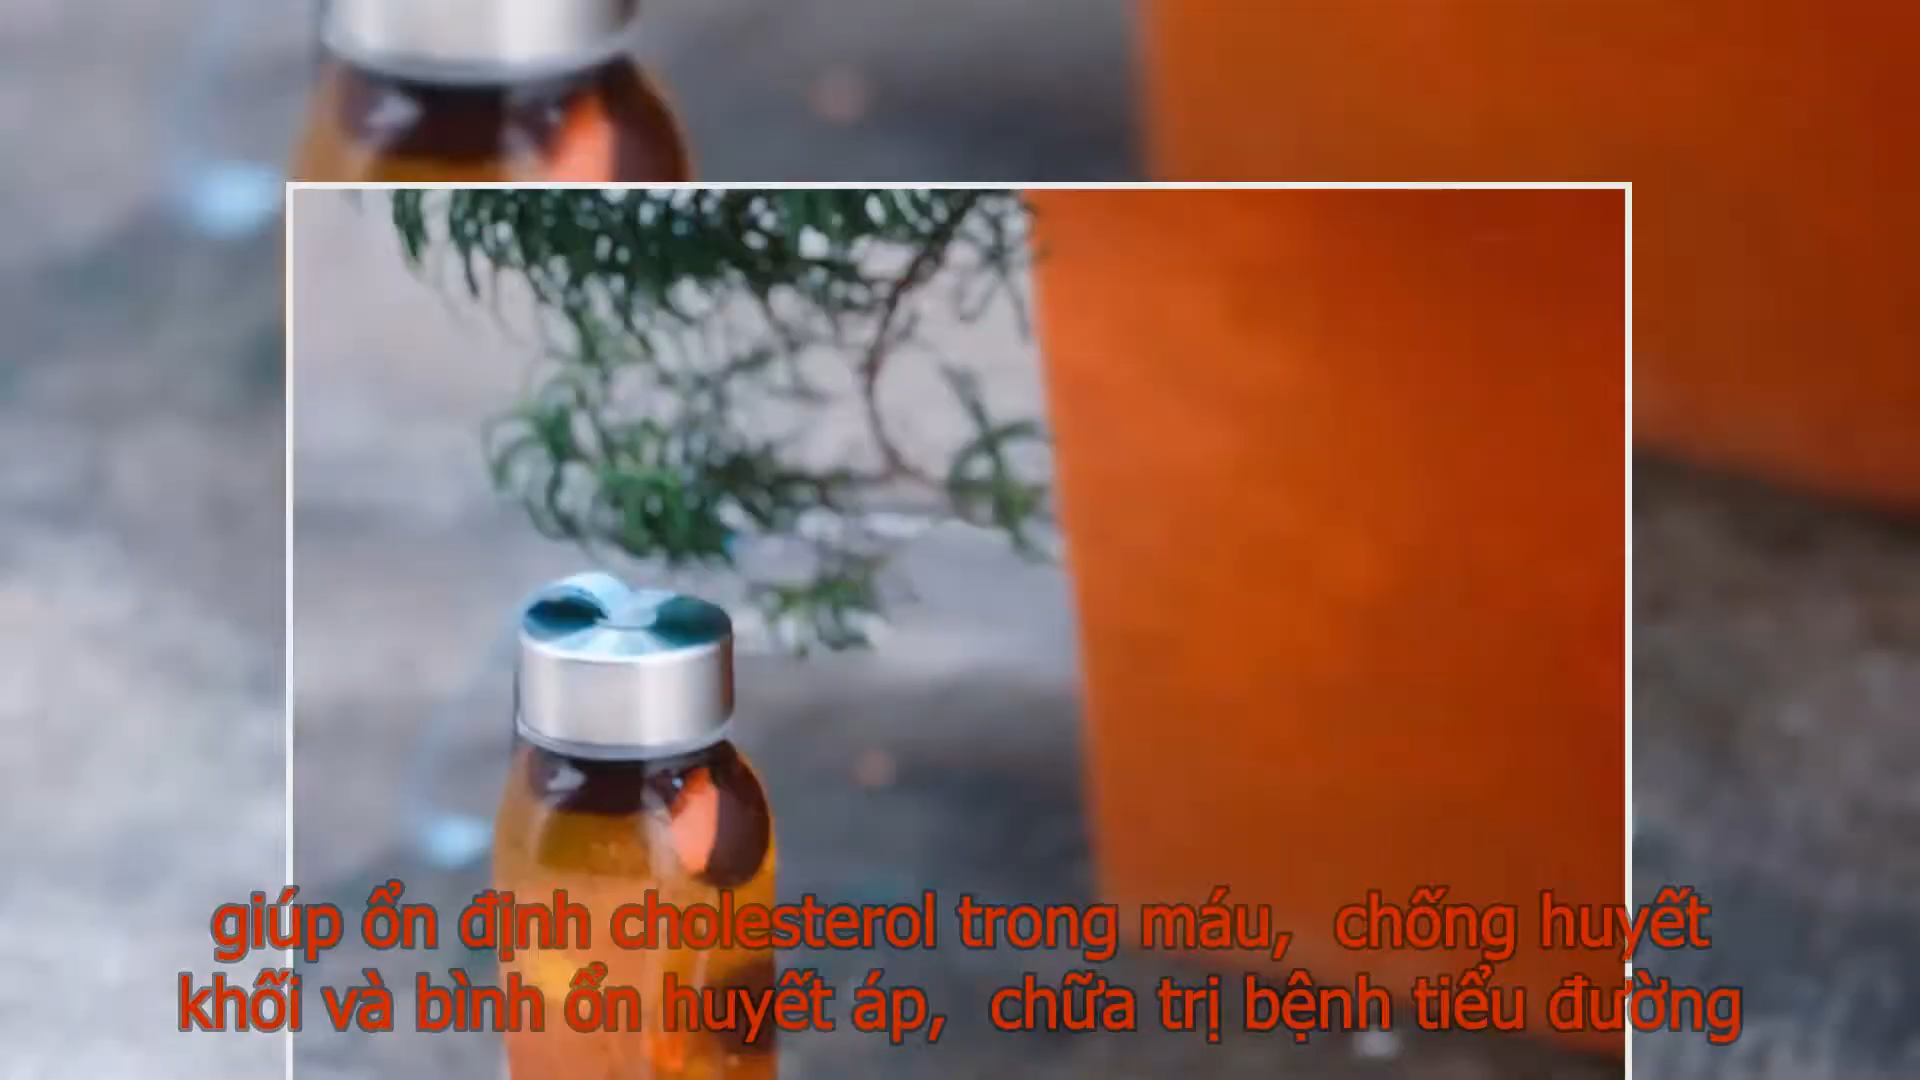 giúp ổn định cholesterol trong máu, chống huyết
khối và bình ổn huyết áp, chữa trị bệnh tiểu đường